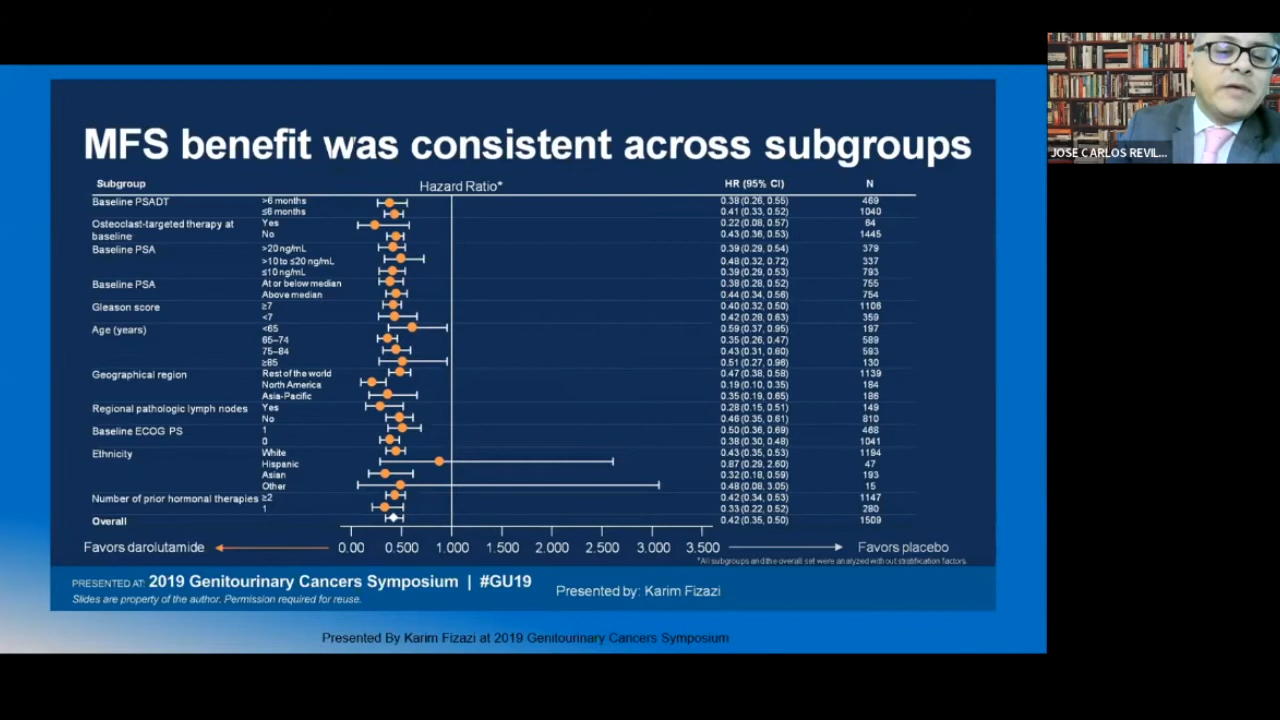 MFS benefit was consistent across subgroups
Subgroup Hazard Ratio* HR (95% CI) N
Baseline PSADT >6 months 0.38 (0.26, 0.55) 469
≤6 months 0.41 (0.33, 0.52) 1040
Osteoclast-targeted therapy at Yes 0.22 (0.08, 0.57) 64
baseline No 0.43 (0.36, 0.53) 1445
Baseline PSA >20 ng/mL 0.39 (0.29, 0.54) 379
>10 to ≤20 ng/mL 0.48 (0.32, 0.72) 337
≤10 ng/mL 0.39 (0.29, 0.53) 793
Baseline PSA At or below median 0.38 (0.28, 0.52) 755
Above median 0.44 (0.34, 0.56) 754
Gleason score ≥7 0.40 (0.32, 0.50) 1106
<7 0.42 (0.28, 0.63) 359
Age (years) <65 0.59 (0.37, 0.95) 197
65–74 0.35 (0.26, 0.47) 589
75–84 0.43 (0.31, 0.60) 593
≥85 0.51 (0.27, 0.96) 130
Geographical region Rest of the world 0.47 (0.38, 0.58) 1139
North America 0.19 (0.10, 0.35) 184
Asia-Pacific 0.35 (0.19, 0.65) 186
Regional pathologic lymph nodes Yes 0.28 (0.15, 0.51) 149
No 0.46 (0.35, 0.61) 810
Baseline ECOG PS 1 0.50 (0.36, 0.69) 468
0 0.38 (0.30, 0.48) 1041
Ethnicity White 0.43 (0.35, 0.53) 1194
Hispanic 0.87 (0.29, 2.60) 47
Asian 0.32 (0.18, 0.59) 193
Other 0.48 (0.08, 3.05) 15
Number of prior hormonal therapies ≥2 0.42 (0.34, 0.53) 1147
1 0.33 (0.22, 0.52) 280
Overall 0.42 (0.35, 0.50) 1509
Favors darolutamide 0.00 0.500 1.000 1.500 2.000 2.500 3.000 3.500 Favors placebo
*All subgroups and the overall set were analyzed without stratification factors.
PRESENTED AT: 2019 Genitourinary Cancers Symposium | #GU19
Slides are property of the author. Permission required for reuse.
Presented by: Karim Fizazi
Presented By Karim Fizazi at 2019 Genitourinary Cancers Symposium
JOSE CARLOS REVIL...